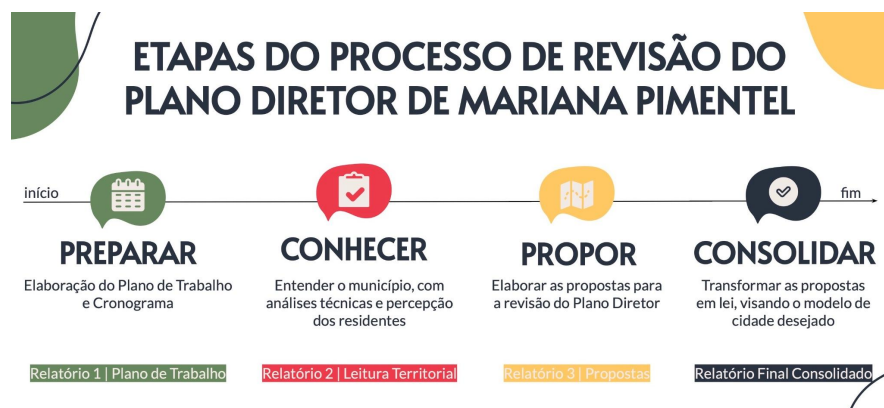 ETAPAS DO PROCESSO DE REVISÃO DO
PLANO DIRETOR DE MARIANA PIMENTEL
início
fim
PREPARAR
Elaboração do Plano de Trabalho
e Cronograma
Relatório 1 | Plano de Trabalho
CONHECER
Entender o município, com
análises técnicas e percepção
dos residentes
Relatório 2 | Leitura Territorial
PROPOR
Elaborar as propostas para
a revisão do Plano Diretor
Relatório 3 | Propostas
CONSOLIDAR
Transformar as propostas
em lei, visando o modelo de
cidade desejado
Relatório Final Consolidado